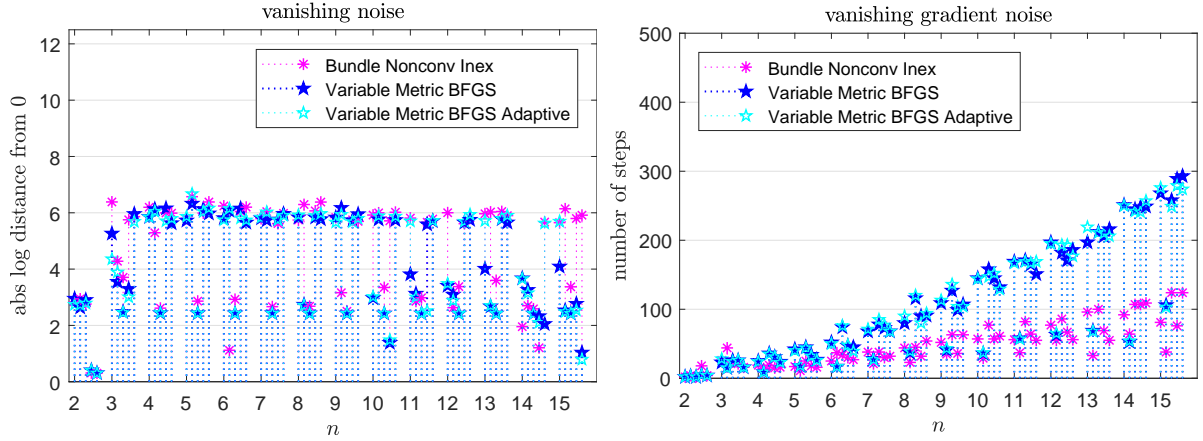 vanishing noise
abs log distance from 0
12
10
8
6
4
2
0
Bundle Nonconv Inex
Variable Metric BFGS
Variable Metric BFGS Adaptive
2 3 4 5 6 7 8 9 10 11 12 13 14 15
n
vanishing gradient noise
number of steps
500
400
300
200
100
0
Bundle Nonconv Inex
Variable Metric BFGS
Variable Metric BFGS Adaptive
2 3 4 5 6 7 8 9 10 11 12 13 14 15
n